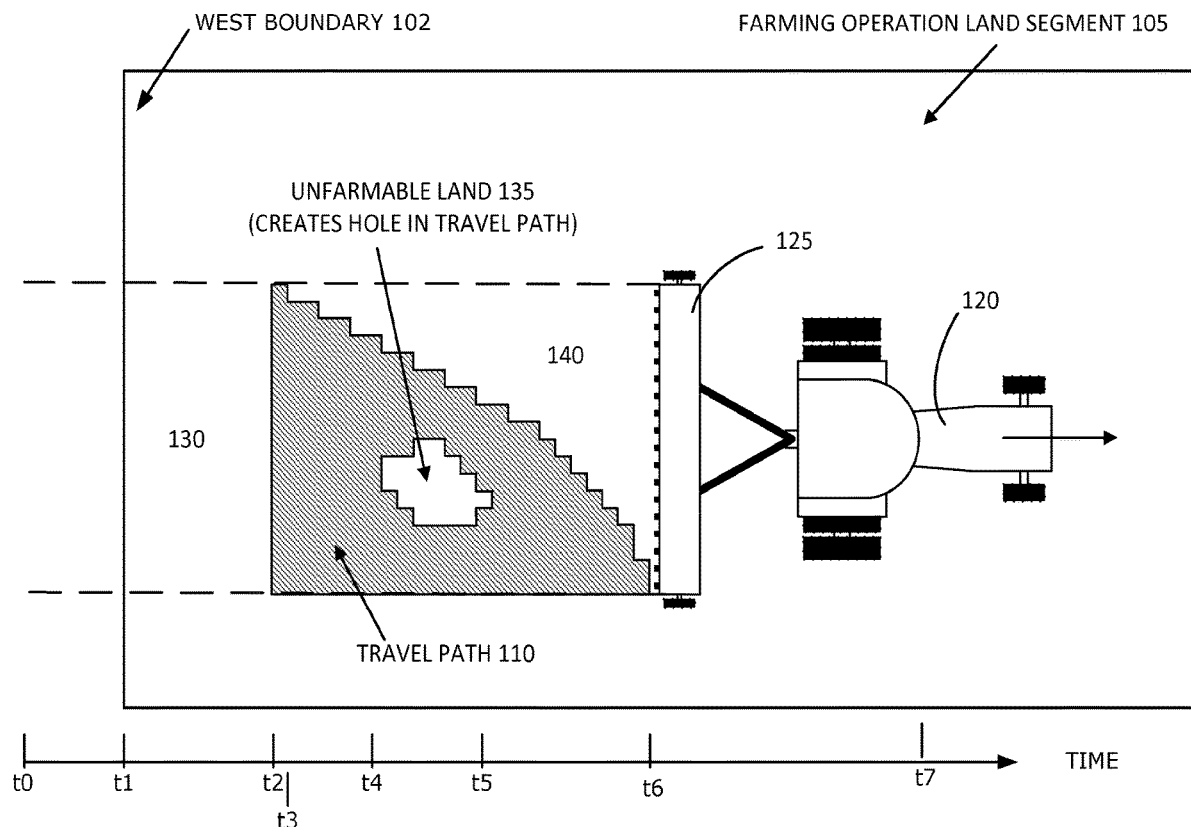 WEST BOUNDARY 102
FARMING OPERATION LAND SEGMENT 105
UNFARMABLE LAND 135
(CREATES HOLE IN TRAVEL PATH)
125
120
140
130
TRAVEL PATH 110
TIME
t0
t1
t2
t3
t4
t5
t6
t7